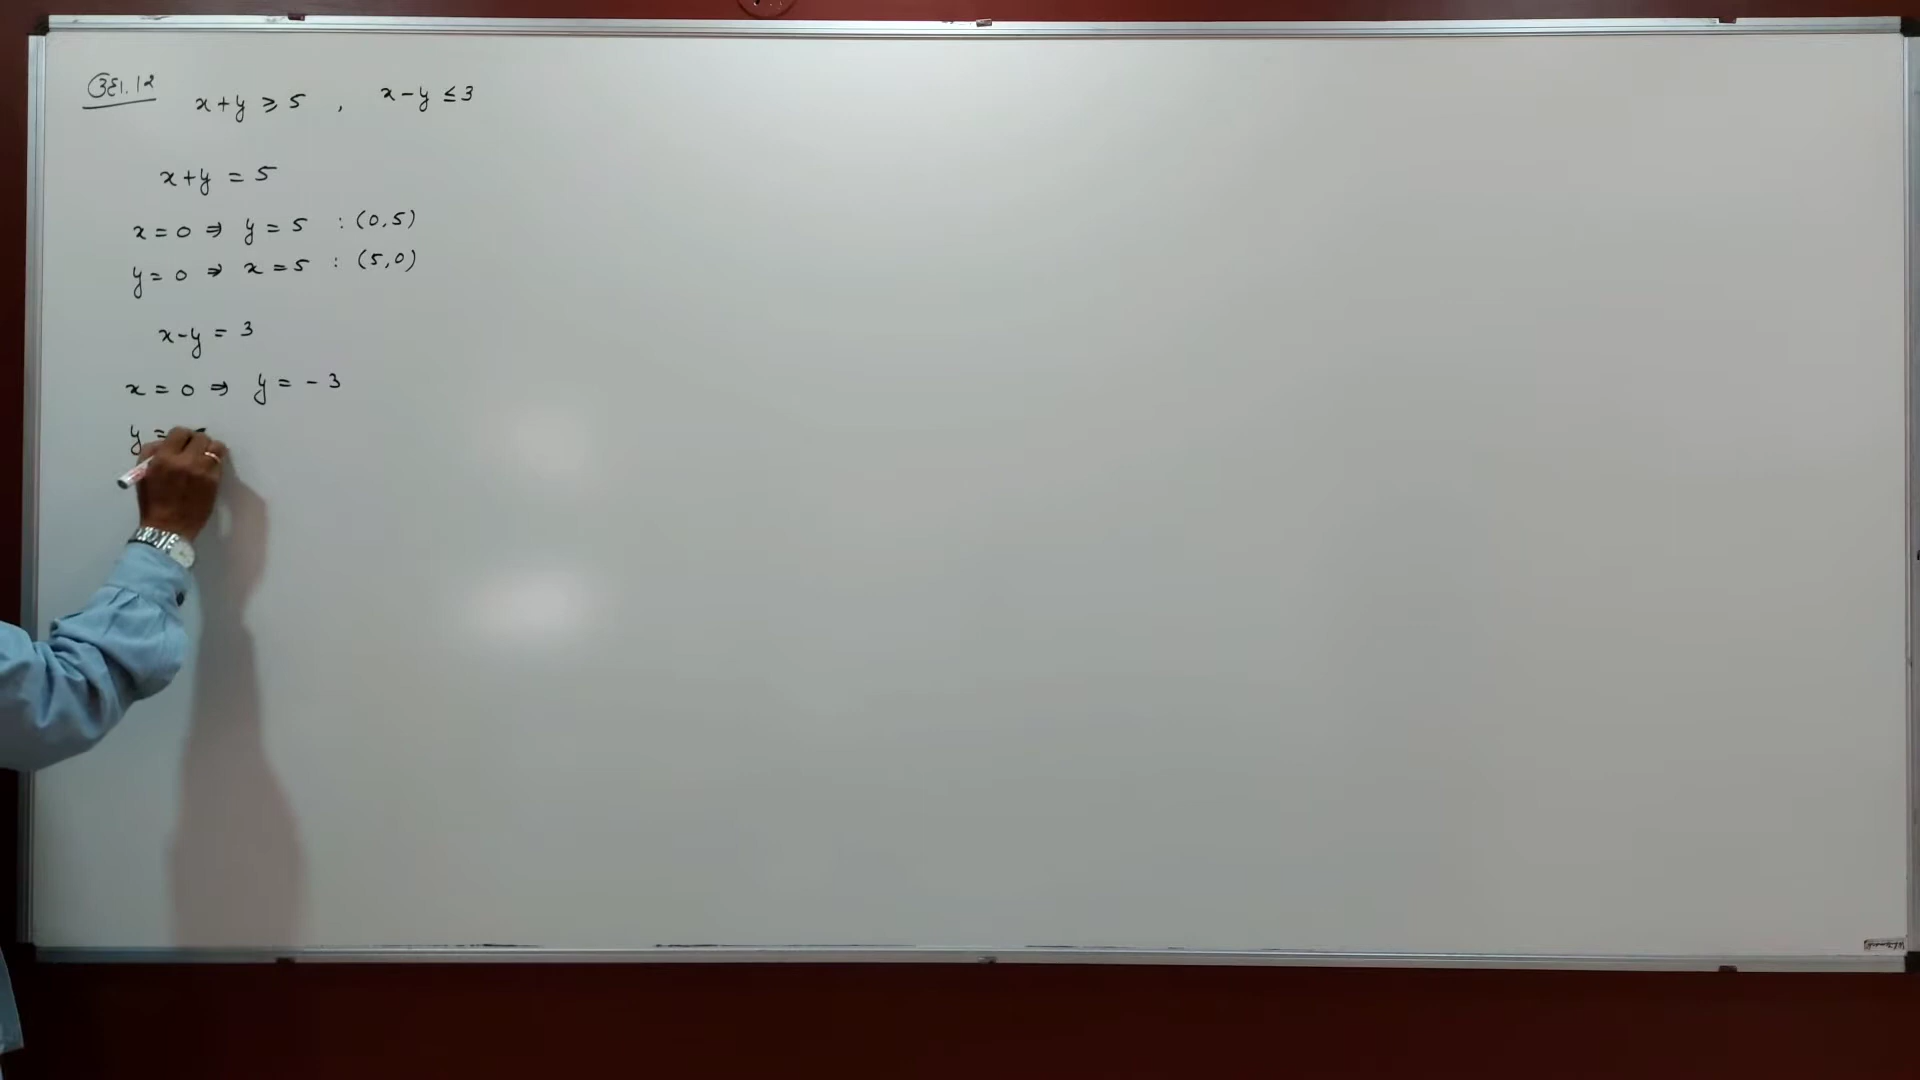 उदा. 12 x+y ≥ 5 , x-y ≤ 3
x+y = 5
x = 0 ⇒ y = 5 : (0,5)
y = 0 ⇒ x = 5 : (5,0)
x-y = 3
x = 0 ⇒ y = - 3
y =